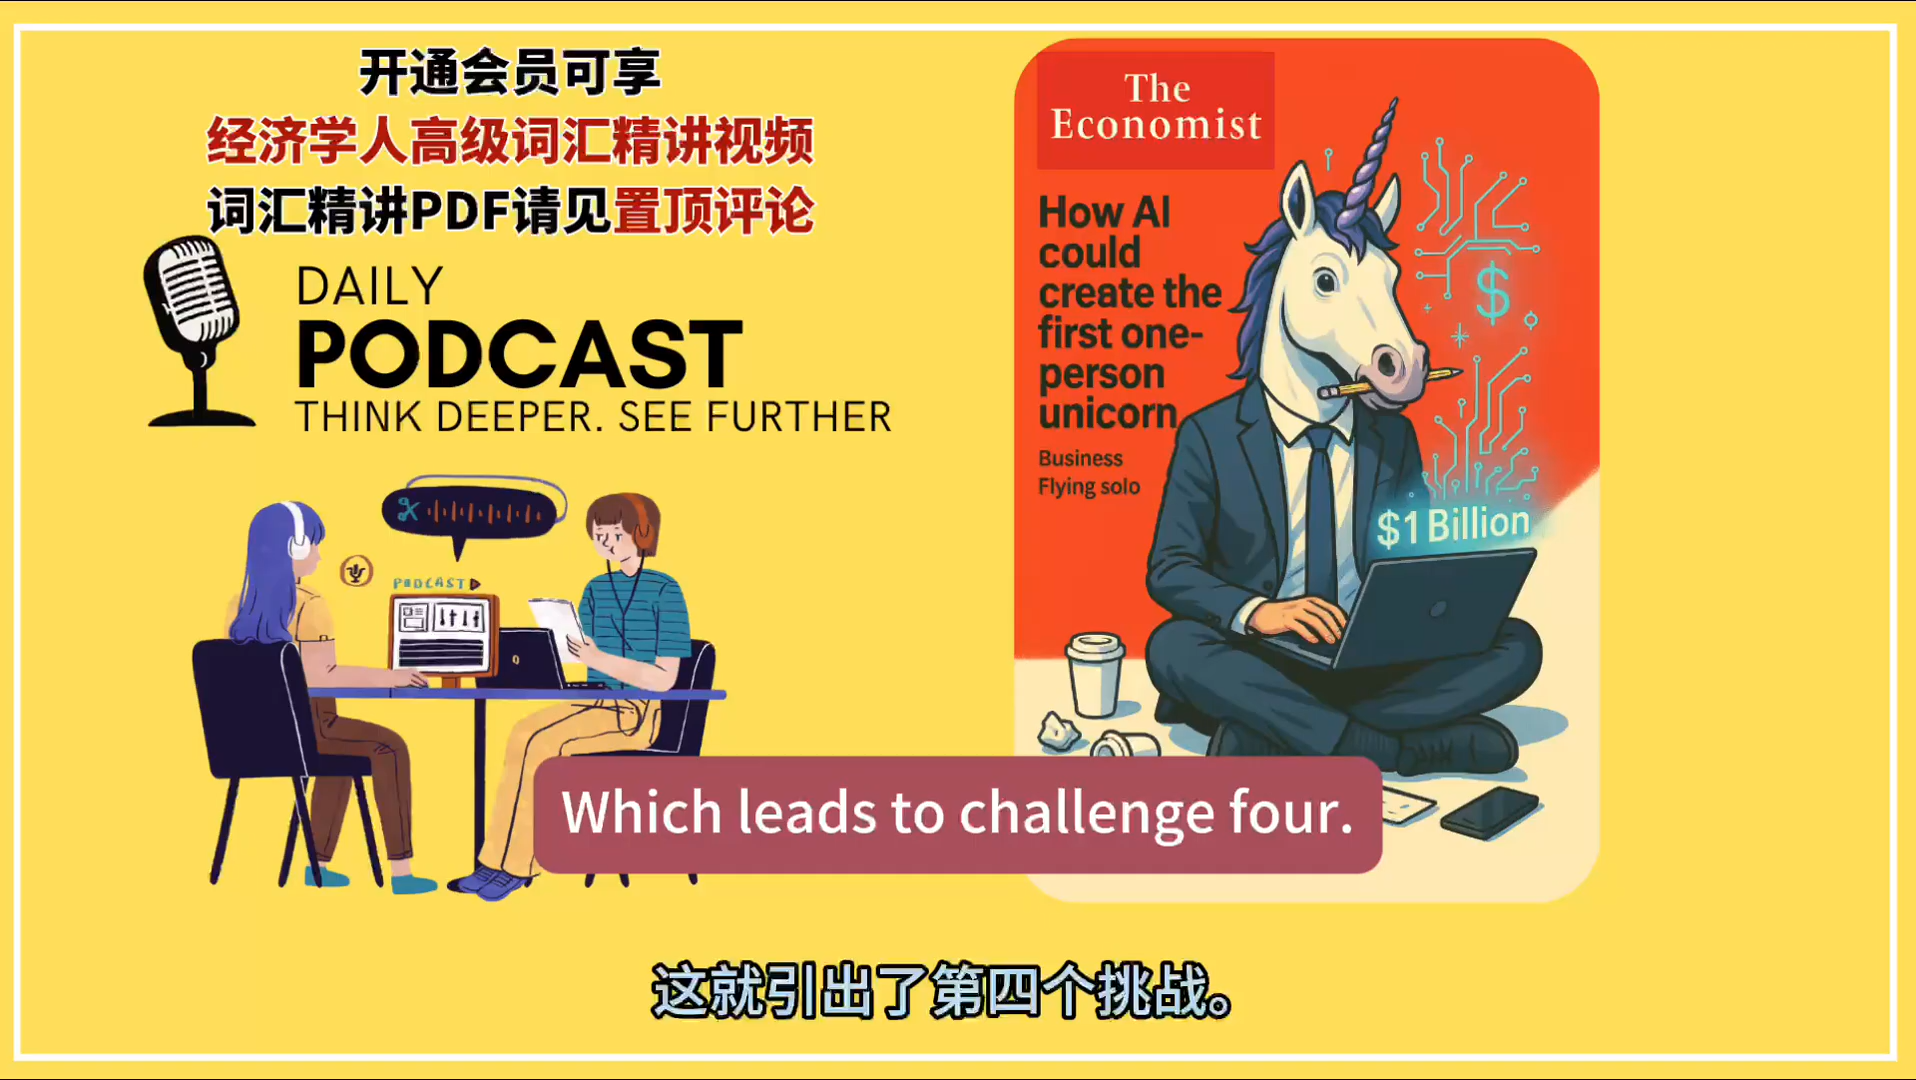 开通会员可享
经济学人高级词汇精讲视频
词汇精讲PDF请见置顶评论
DAILY
PODCAST
THINK DEEPER. SEE FURTHER
PODCAST
The
Economist
How AI
could
create the
first one-
person
unicorn
Business
Flying solo
$
$1 Billion
Which leads to challenge four.
这就引出了第四个挑战。